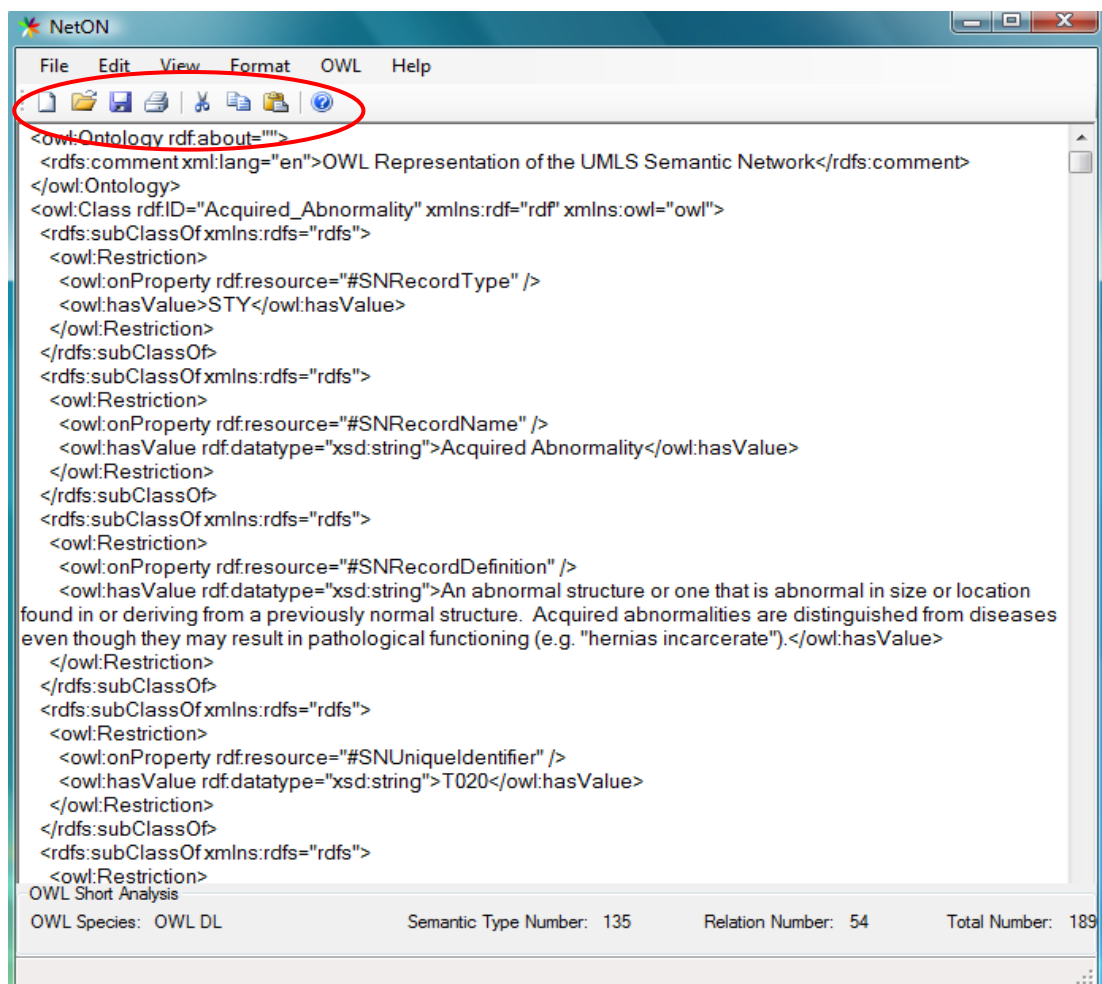 NetON
File Edit View Format OWL Help
<owl:Ontology rdf:about="">
<rdfs:comment xml:lang="en">OWL Representation of the UMLS Semantic Network</rdfs:comment>
</owl:Ontology>
<owl:Class rdf:ID="Acquired_Abnormality" xmlns:rdf="rdf" xmlns:owl="owl">
<rdfs:subClassOf xmlns:rdfs="rdfs">
<owl:Restriction>
<owl:onProperty rdf:resource="#SNRecordType" />
<owl:hasValue>STY</owl:hasValue>
</owl:Restriction>
</rdfs:subClassOf>
<rdfs:subClassOf xmlns:rdfs="rdfs">
<owl:Restriction>
<owl:onProperty rdf:resource="#SNRecordName" />
<owl:hasValue rdf:datatype="xsd:string">Acquired Abnormality</owl:hasValue>
</owl:Restriction>
</rdfs:subClassOf>
<rdfs:subClassOf xmlns:rdfs="rdfs">
<owl:Restriction>
<owl:onProperty rdf:resource="#SNRecordDefinition" />
<owl:hasValue rdf:datatype="xsd:string">An abnormal structure or one that is abnormal in size or location
found in or deriving from a previously normal structure.  Acquired abnormalities are distinguished from diseases
even though they may result in pathological functioning (e.g. "hernias incarcerate").</owl:hasValue>
</owl:Restriction>
</rdfs:subClassOf>
<rdfs:subClassOf xmlns:rdfs="rdfs">
<owl:Restriction>
<owl:onProperty rdf:resource="#SNUniqueIdentifier" />
<owl:hasValue rdf:datatype="xsd:string">T020</owl:hasValue>
</owl:Restriction>
</rdfs:subClassOf>
<rdfs:subClassOf xmlns:rdfs="rdfs">
<owl:Restriction>
OWL Short Analysis
OWL Species: OWL DL Semantic Type Number: 135 Relation Number: 54 Total Number: 189